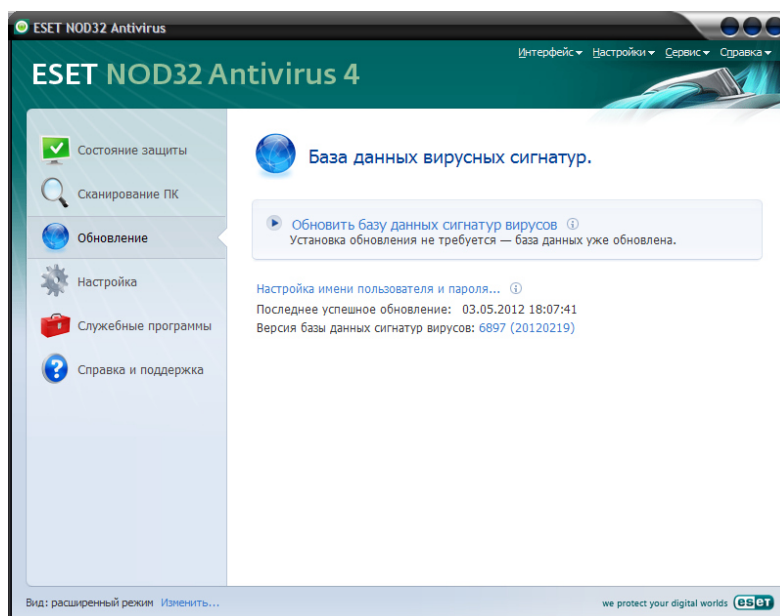 ESET NOD32 Antivirus
Интерфейс Настройки Сервис Справка
ESET NOD32 Antivirus 4
Состояние защиты
Сканирование ПК
Обновление
Настройка
Служебные программы
Справка и поддержка
База данных вирусных сигнатур.
Обновить базу данных сигнатур вирусов
Установка обновления не требуется — база данных уже обновлена.
Настройка имени пользователя и пароля...
Последнее успешное обновление: 03.05.2012 18:07:41
Версия базы данных сигнатур вирусов: 6897 (20120219)
Вид: расширенный режим Изменить...
we protect your digital worlds eset